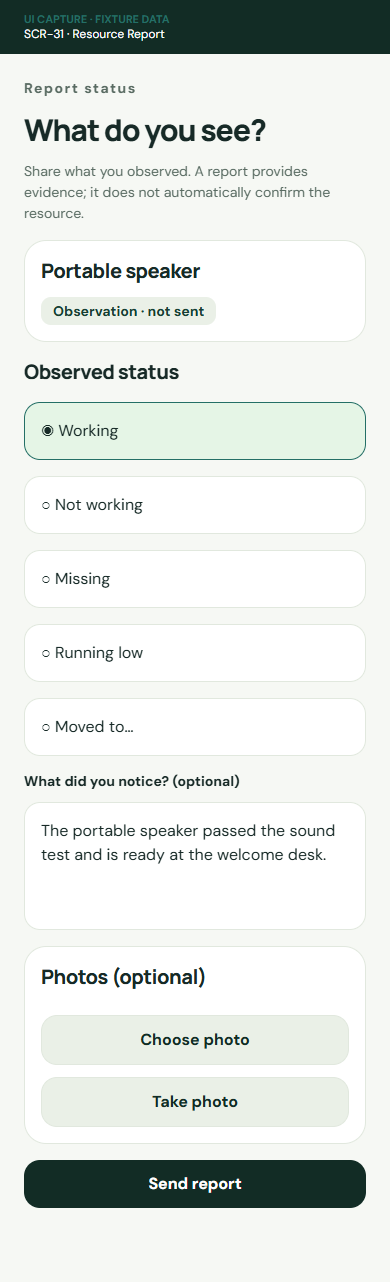 UI CAPTURE · FIXTURE DATA
SCR-31 · Resource Report
Report status
What do you see?
Share what you observed. A report provides
evidence; it does not automatically confirm the
resource.
Portable speaker
Observation · not sent
Observed status
◉ Working
○ Not working
○ Missing
○ Running low
○ Moved to...
What did you notice? (optional)
The portable speaker passed the sound
test and is ready at the welcome desk.
Photos (optional)
Choose photo
Take photo
Send report